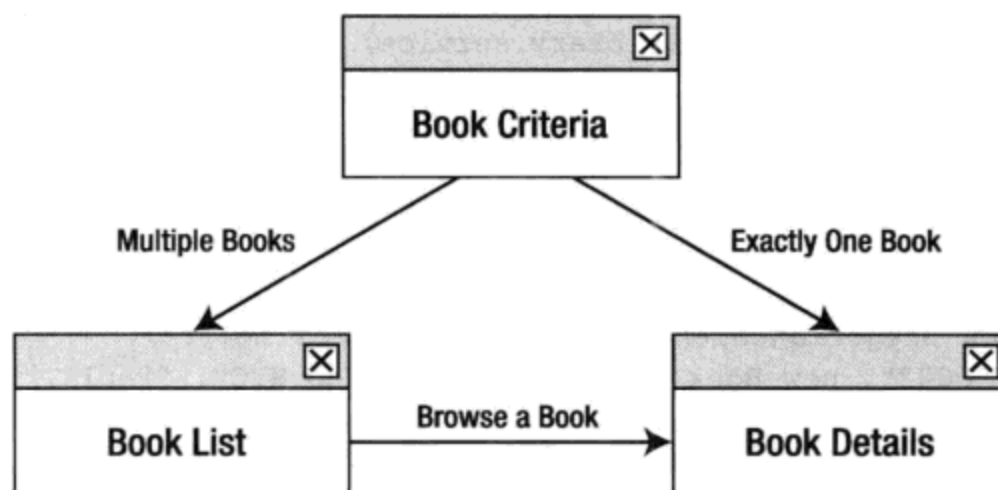 Book Criteria
Multiple Books
Exactly One Book
Book List
Browse a Book
Book Details